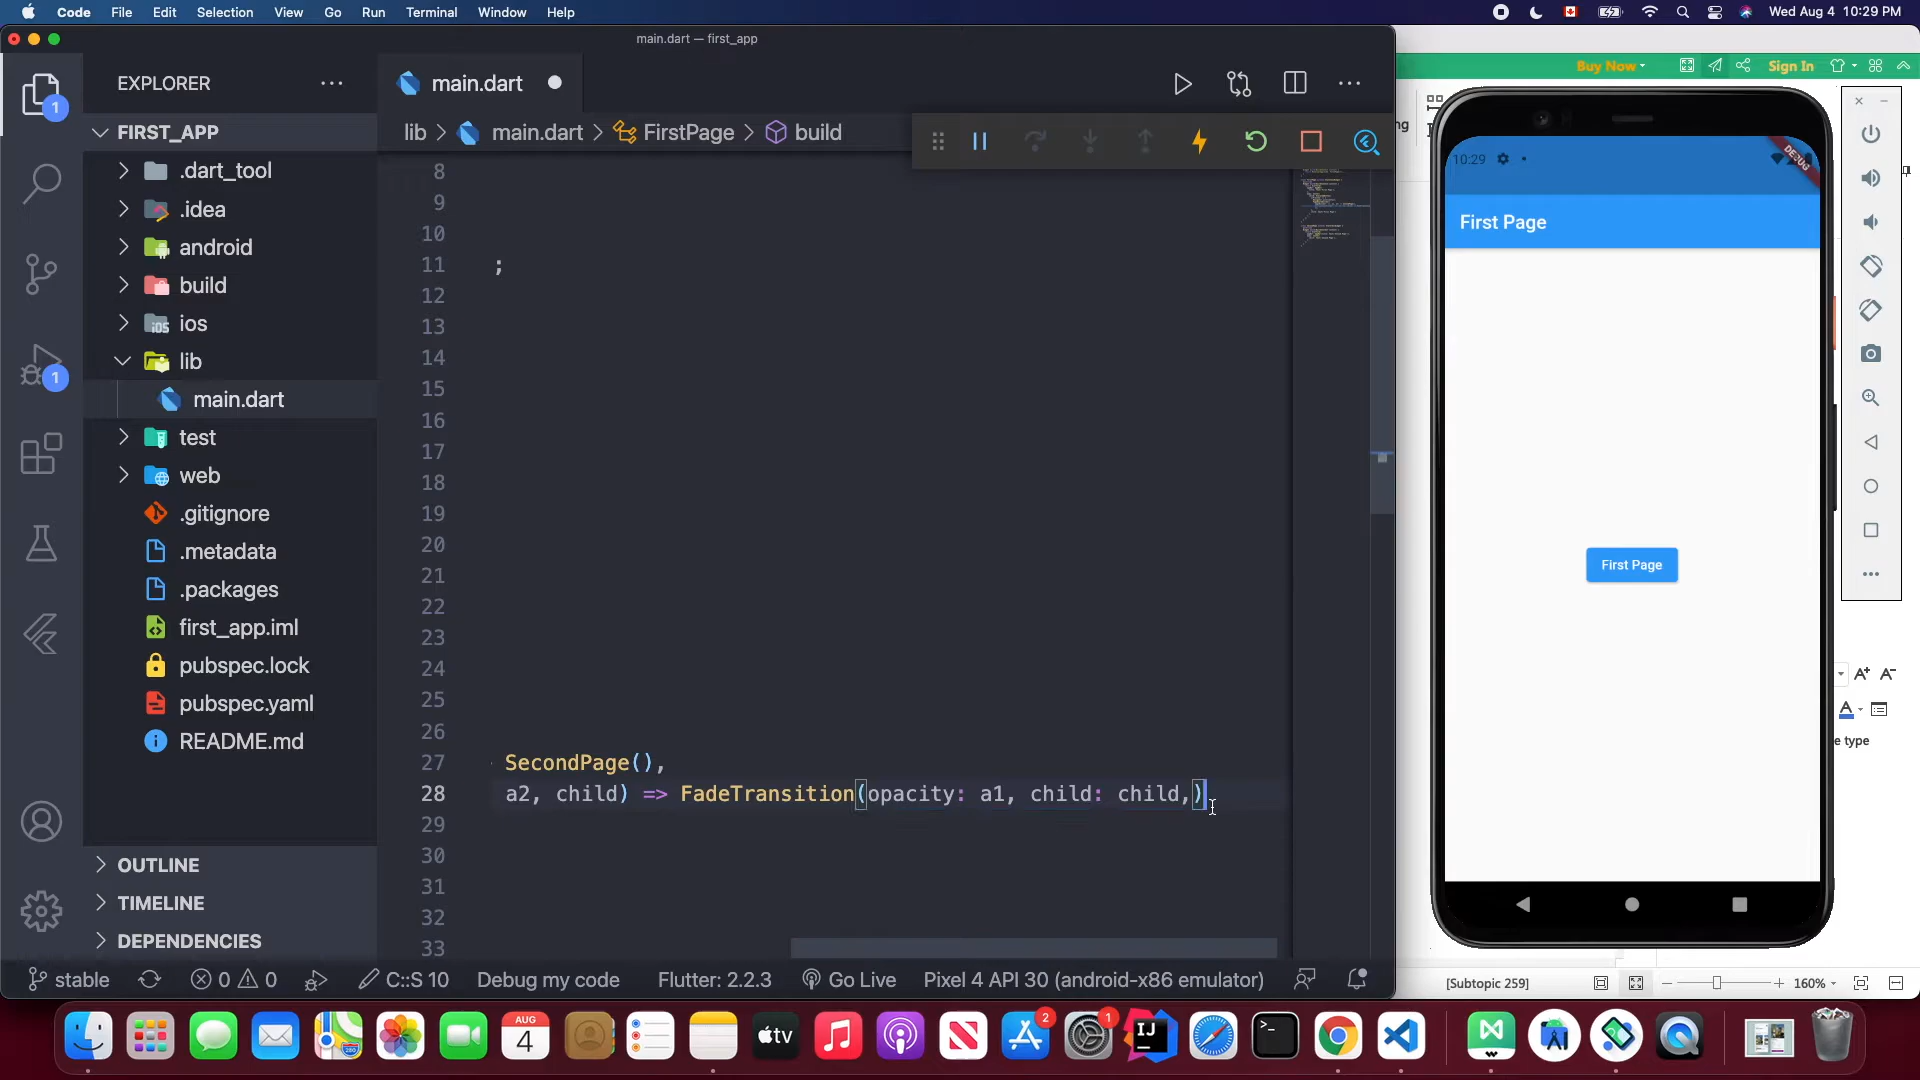 Code File Edit Selection View Go Run Terminal Window Help Wed Aug 4 10:29 PM
main.dart — first_app
Buy Now Sign In
EXPLORER
main.dart
FIRST_APP
lib > main.dart > FirstPage > build
.dart_tool
.idea
android
build
ios
lib
main.dart
test
web
.gitignore
.metadata
.packages
first_app.iml
pubspec.lock
pubspec.yaml
README.md
OUTLINE
TIMELINE
DEPENDENCIES
8
9
10
11 ;
12
13
14
15
16
17
18
19
20
21
22
23
24
25
26
27 SecondPage(),
28 a2, child) => FadeTransition(opacity: a1, child: child,)
29
30
31
32
33
10:29
DEBUG
First Page
First Page
ng
e type
stable 0 0 C::S 10 Debug my code Flutter: 2.2.3 Go Live Pixel 4 API 30 (android-x86 emulator)
[Subtopic 259] 160%
AUG
4
tv
2
1
IJ
1
1